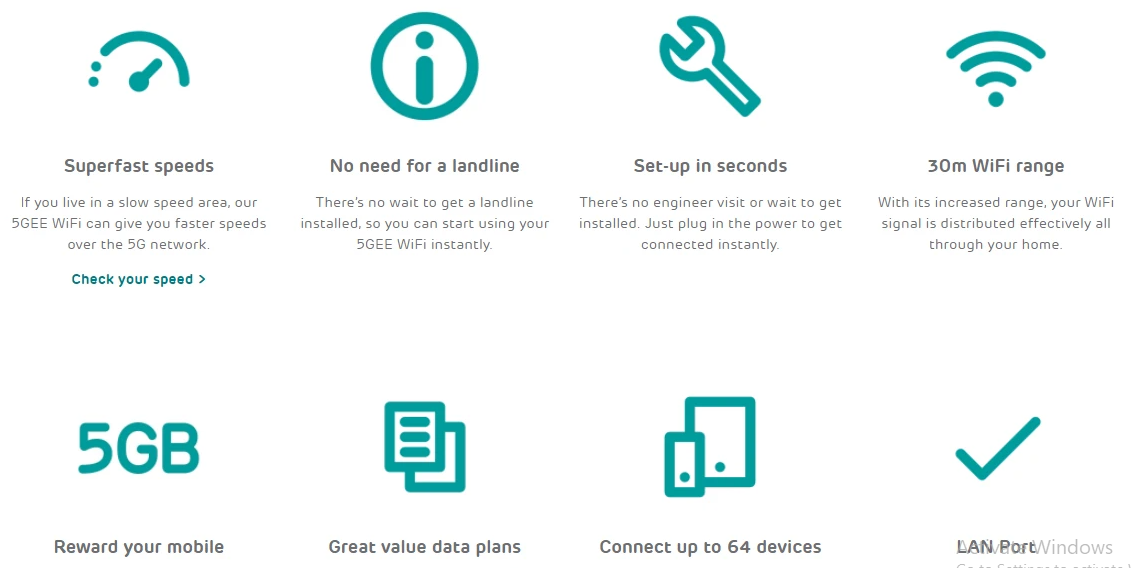 Superfast speeds
If you live in a slow speed area, our
5GEE WiFi can give you faster speeds
over the 5G network.
Check your speed >
No need for a landline
There's no wait to get a landline
installed, so you can start using your
5GEE WiFi instantly.
Set-up in seconds
There's no engineer visit or wait to get
installed. Just plug in the power to get
connected instantly.
30m WiFi range
With its increased range, your WiFi
signal is distributed effectively all
through your home.
5GB
Reward your mobile
Great value data plans
Connect up to 64 devices
LAN Port
Activate Windows
Go to Settings to activate